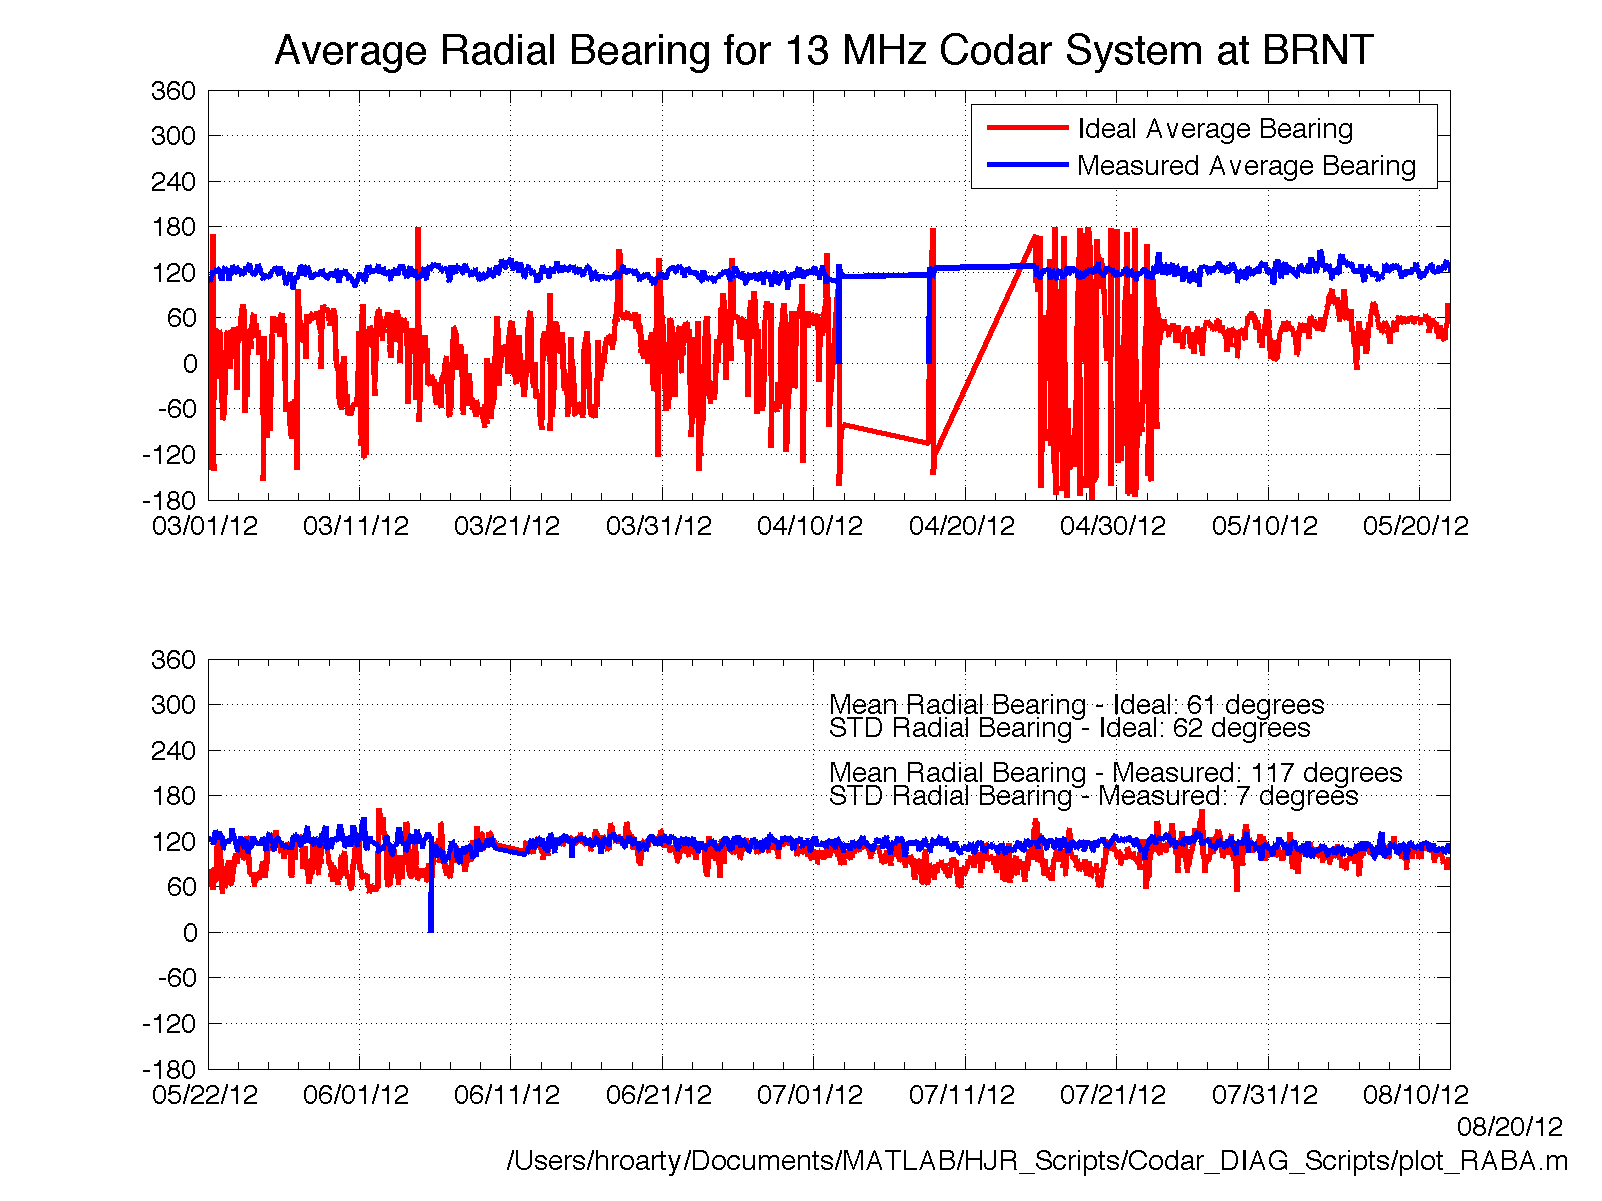 Average Radial Bearing for 13 MHz Codar System at BRNT
360
300
240
180
120
60
0
-60
-120
-180
Ideal Average Bearing
Measured Average Bearing
03/01/12 03/11/12 03/21/12 03/31/12 04/10/12 04/20/12 04/30/12 05/10/12 05/20/12
360
300
240
180
120
60
0
-60
-120
-180
Mean Radial Bearing - Ideal: 61 degrees
STD Radial Bearing - Ideal: 62 degrees
Mean Radial Bearing - Measured: 117 degrees
STD Radial Bearing - Measured: 7 degrees
05/22/12 06/01/12 06/11/12 06/21/12 07/01/12 07/11/12 07/21/12 07/31/12 08/10/12
08/20/12
/Users/hroarty/Documents/MATLAB/HJR_Scripts/Codar_DIAG_Scripts/plot_RABA.m